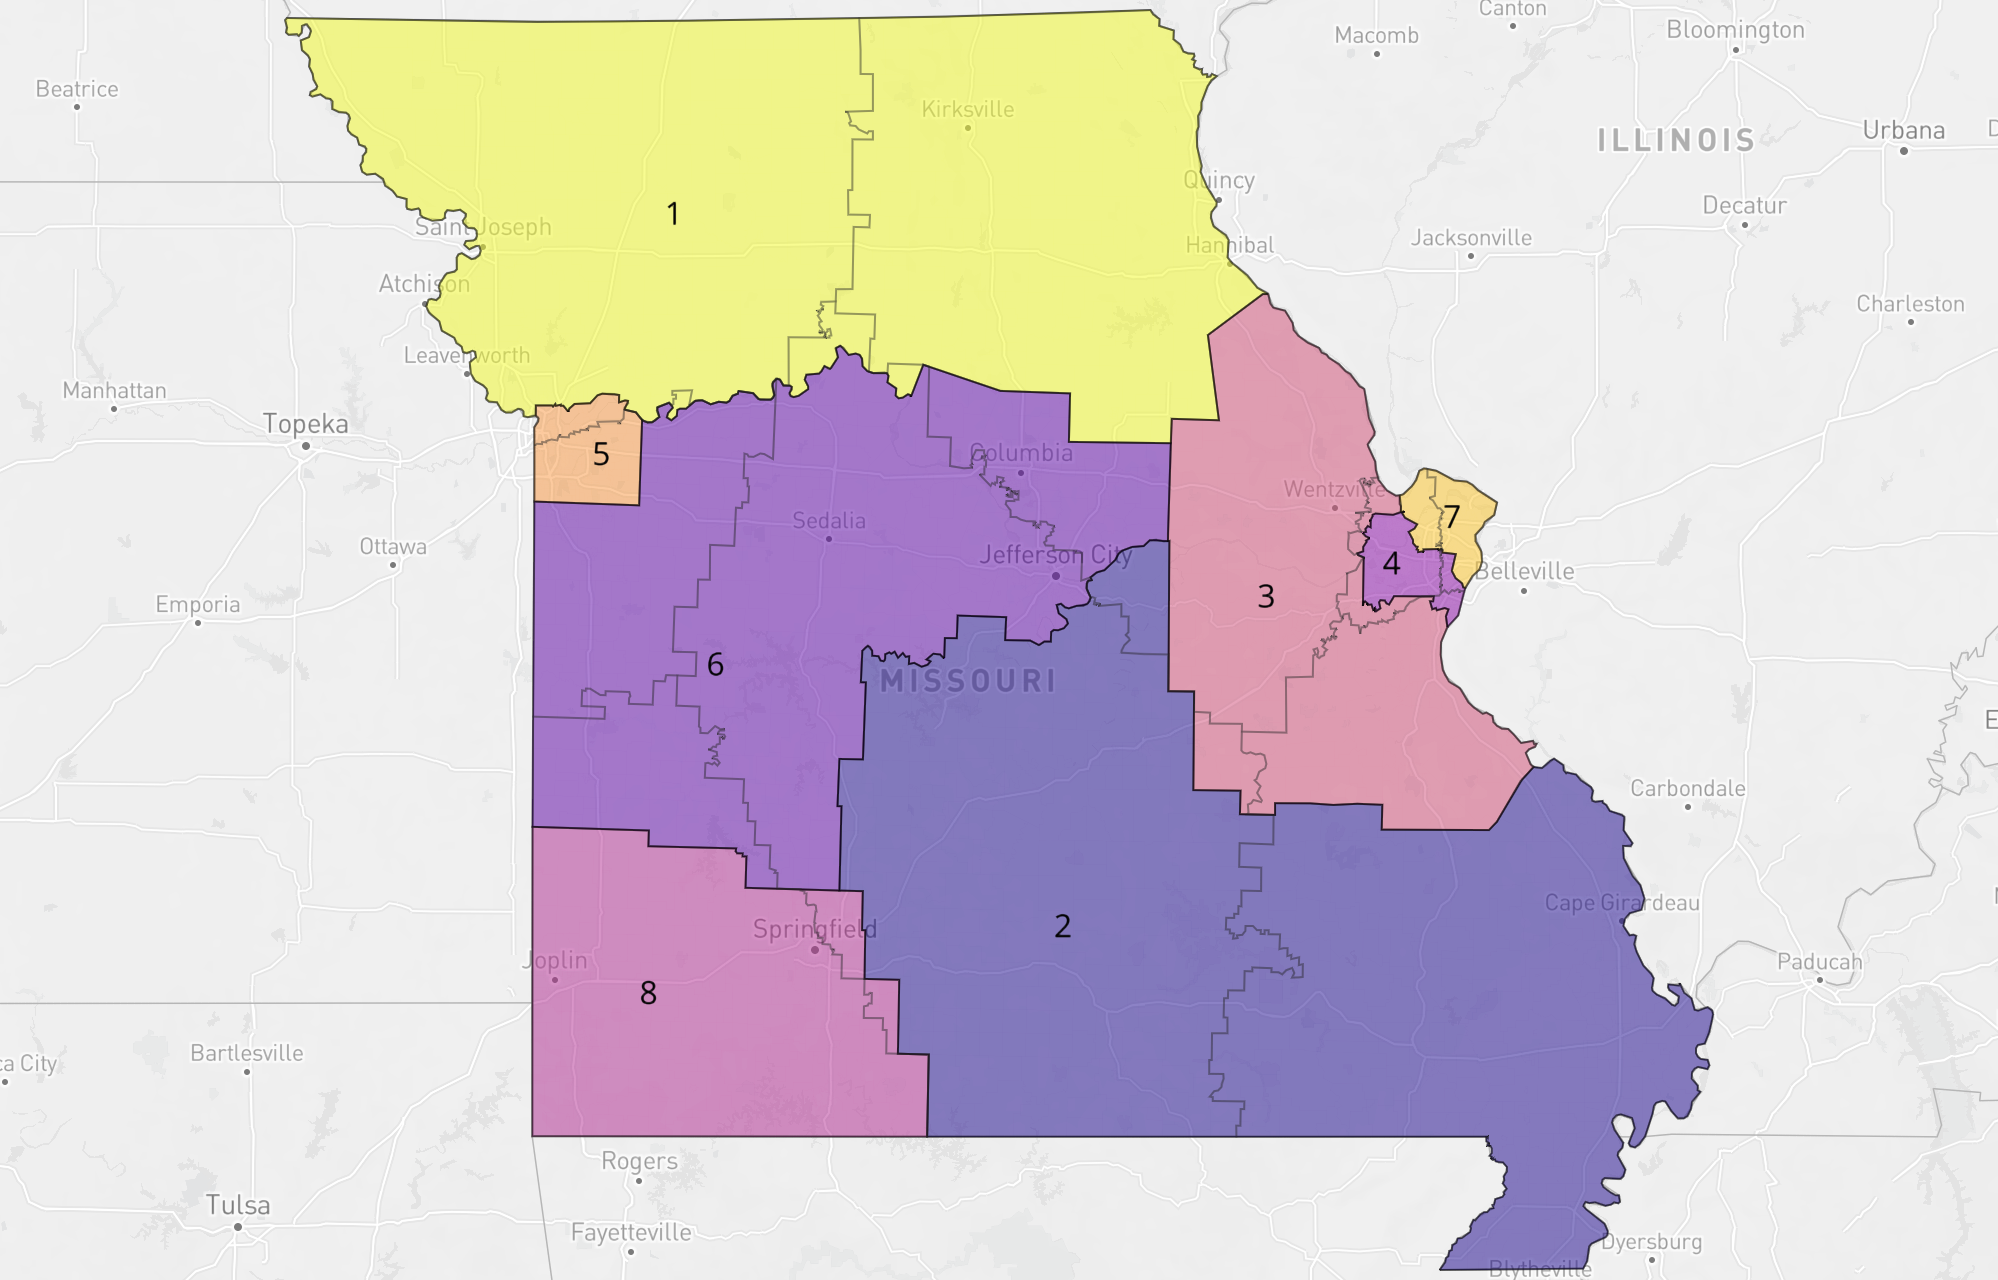 Canton
Macomb
Bloomington
Beatrice
Kirksville
ILLINOIS
Urbana
D
1
Quincy
Decatur
Saint Joseph
Hannibal
Jacksonville
Atchison
Charleston
Leavenworth
Manhattan
Topeka
5
Columbia
Wentzville
7
Sedalia
Ottawa
Jefferson City
4
Belleville
Emporia
3
6
MISSOURI
E
Carbondale
Cape Girardeau
2
Springfield
Joplin
Paducah
8
Bartlesville
ca City
Rogers
Tulsa
Fayetteville
Dyersburg
Blytheville